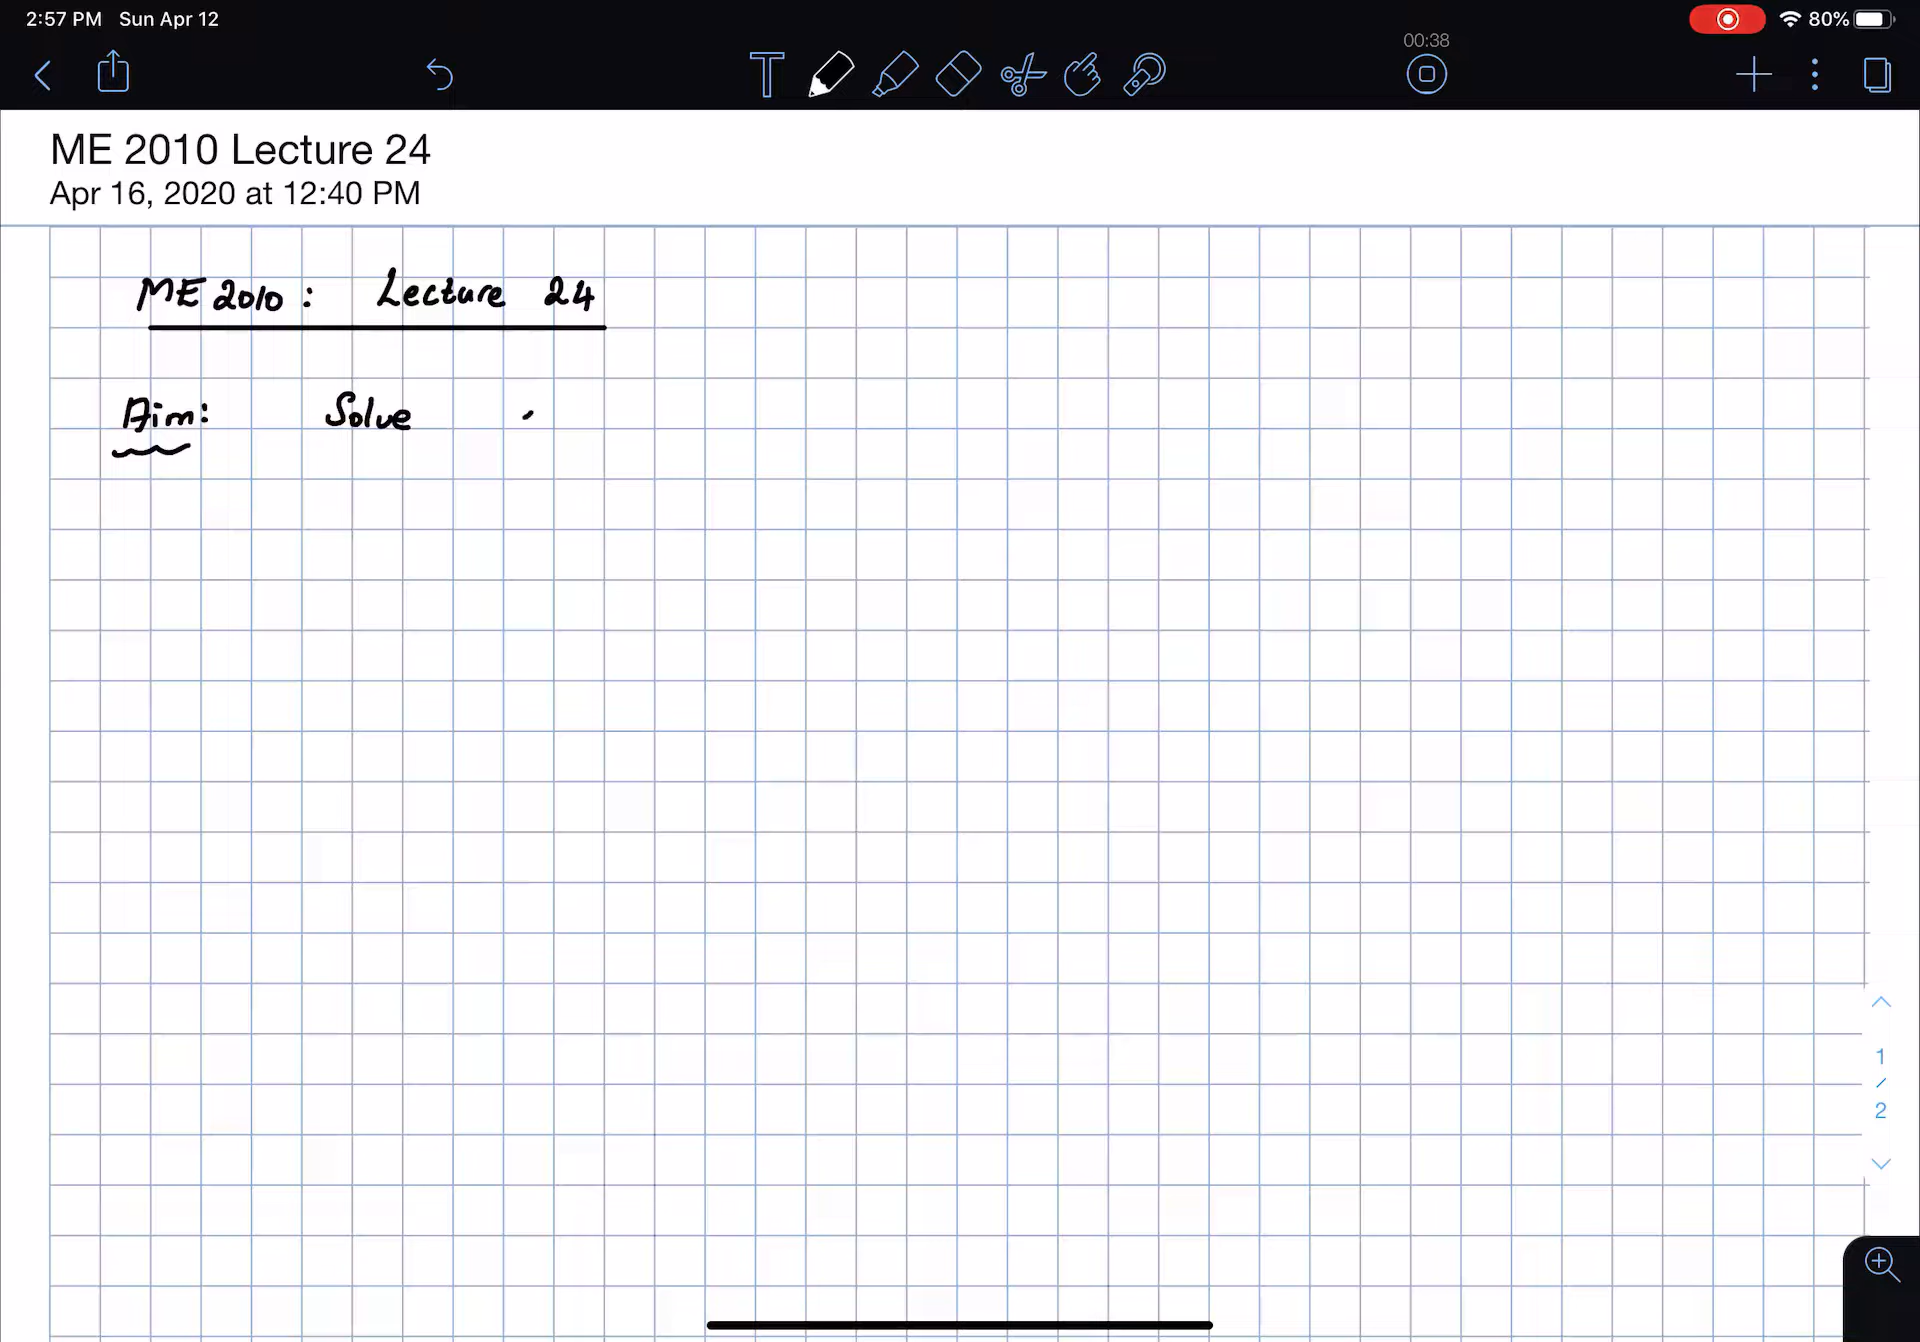 2:57 PM Sun Apr 12
80%
00:38
ME 2010 Lecture 24
Apr 16, 2020 at 12:40 PM
ME 2010 : Lecture 24
Aim: Solve
1
/
2